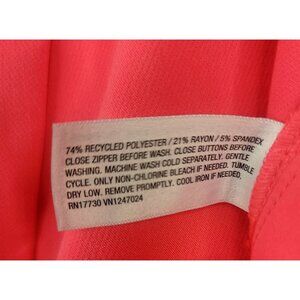 74% RECYCLED POLYESTER / 21% RAYON / 5% SPANDEX
CLOSE ZIPPER BEFORE WASH. CLOSE BUTTONS BEFORE
WASHING. MACHINE WASH COLD SEPARATELY. GENTLE
CYCLE. ONLY NON-CHLORINE BLEACH IF NEEDED. TUMBLE
DRY LOW. REMOVE PROMPTLY. COOL IRON IF NEEDED.
RN17730 VN1247024